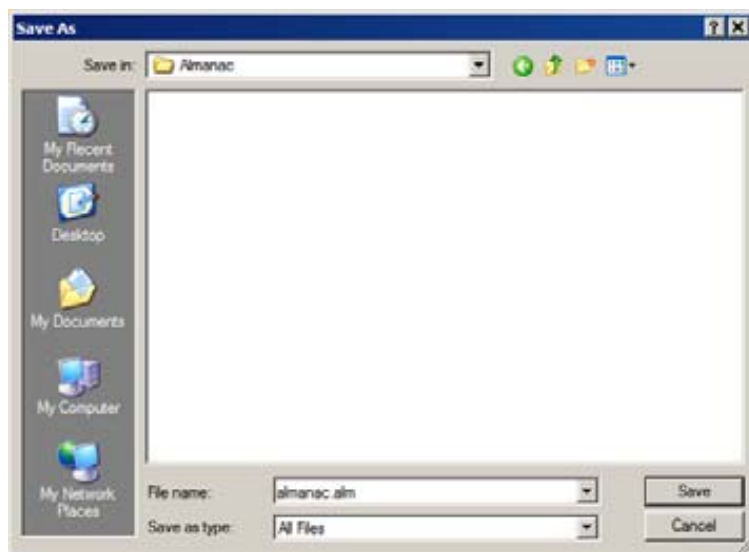 Save As
Save in:
Almanac
My Recent
Documents
Desktop
My Documents
My Computer
My Network
Places
File name:
almanac.alm
Save
Save as type:
All Files
Cancel